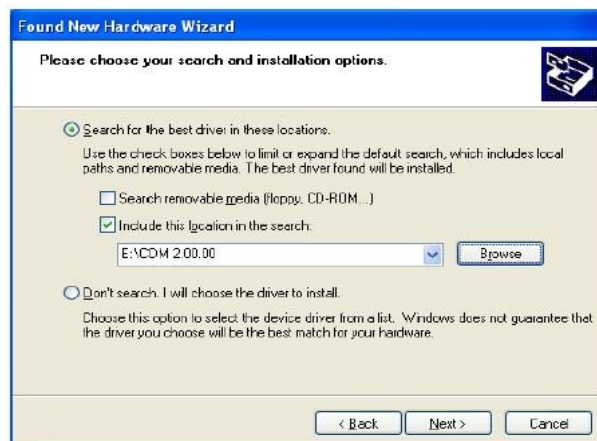 Found New Hardware Wizard
Please choose your search and installation options.
Search for the best driver in these locations.
Use the check boxes below to limit or expand the default search, which includes local
paths and removable media. The best driver found will be installed.
Search removable media (floppy, CD-ROM...)
Include this location in the search:
E:\CDM 2.00.00
Browse
Don't search. I will choose the driver to install.
Choose this option to select the device driver from a list. Windows does not guarantee that
the driver you choose will be the best match for your hardware.
< Back Next > Cancel